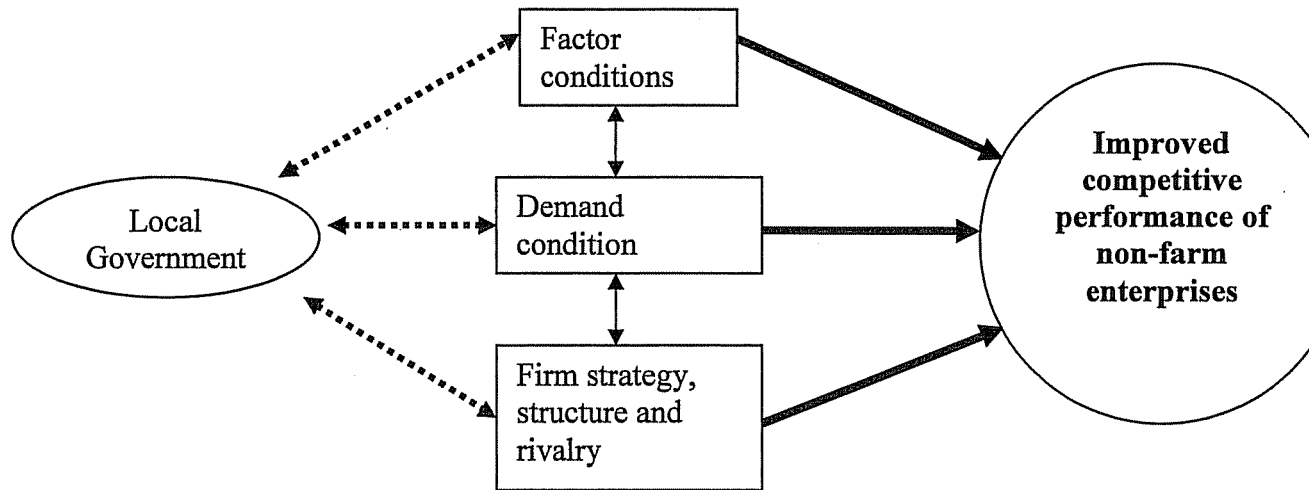 Factor
conditions
Local
Government
Demand
condition
Firm strategy,
structure and
rivalry
Improved
competitive
performance of
non-farm
enterprises